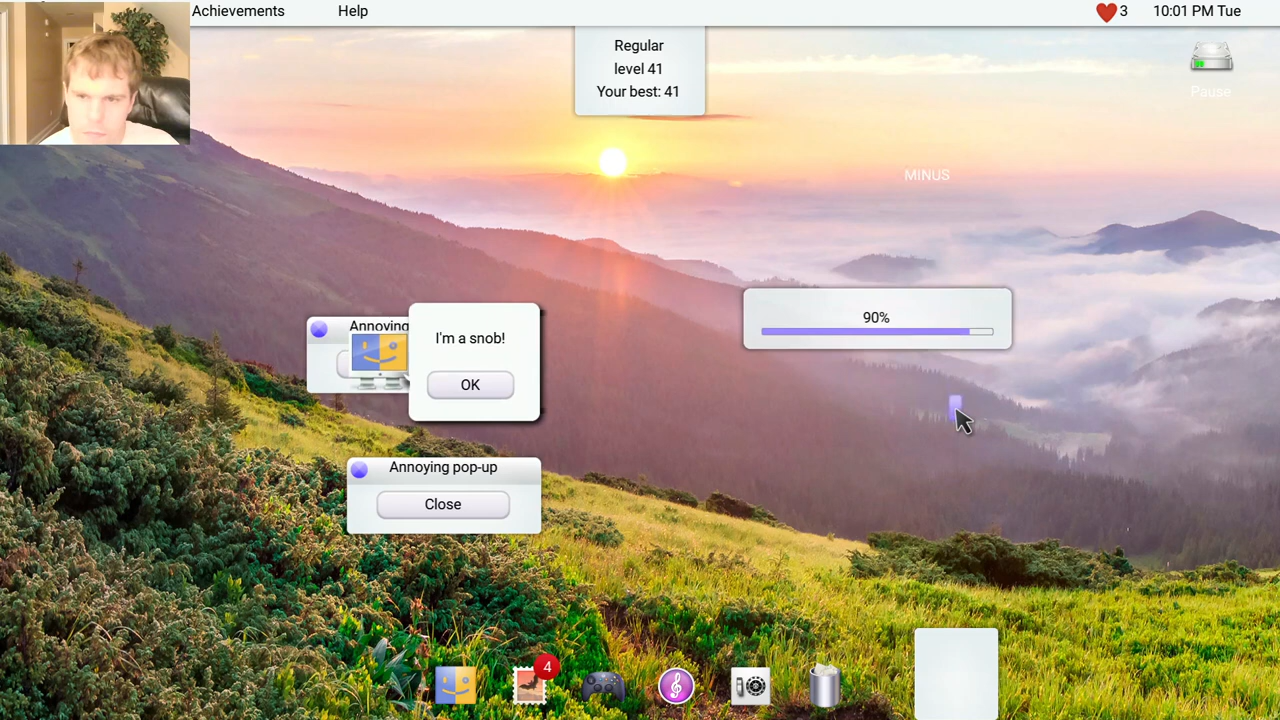 Achievements
Help
3
10:01 PM Tue
Regular
level 41
Your best: 41
Pause
MINUS
90%
Annoying
I'm a snob!
OK
Annoying pop-up
Close
4